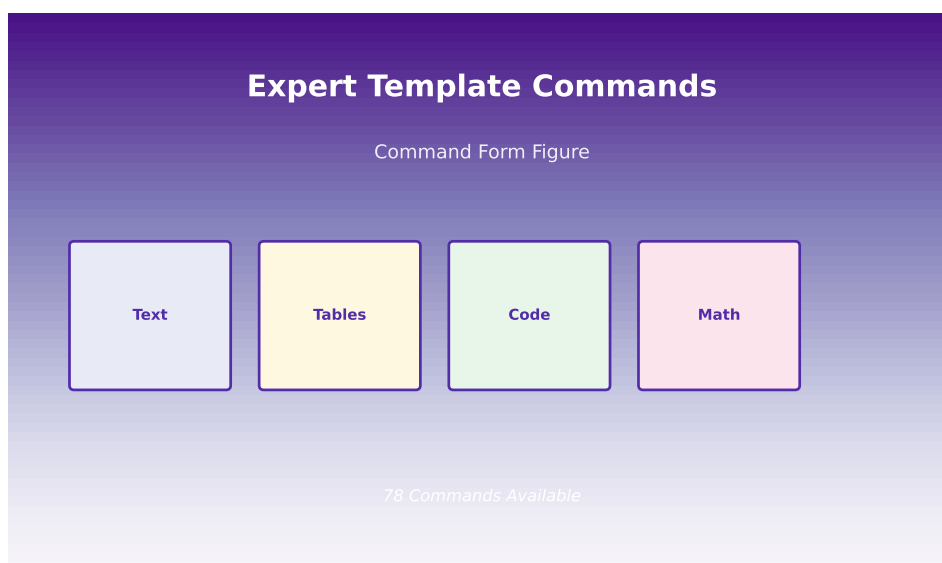 Expert Template Commands
Command Form Figure
Text
Tables
Code
Math
78 Commands Available